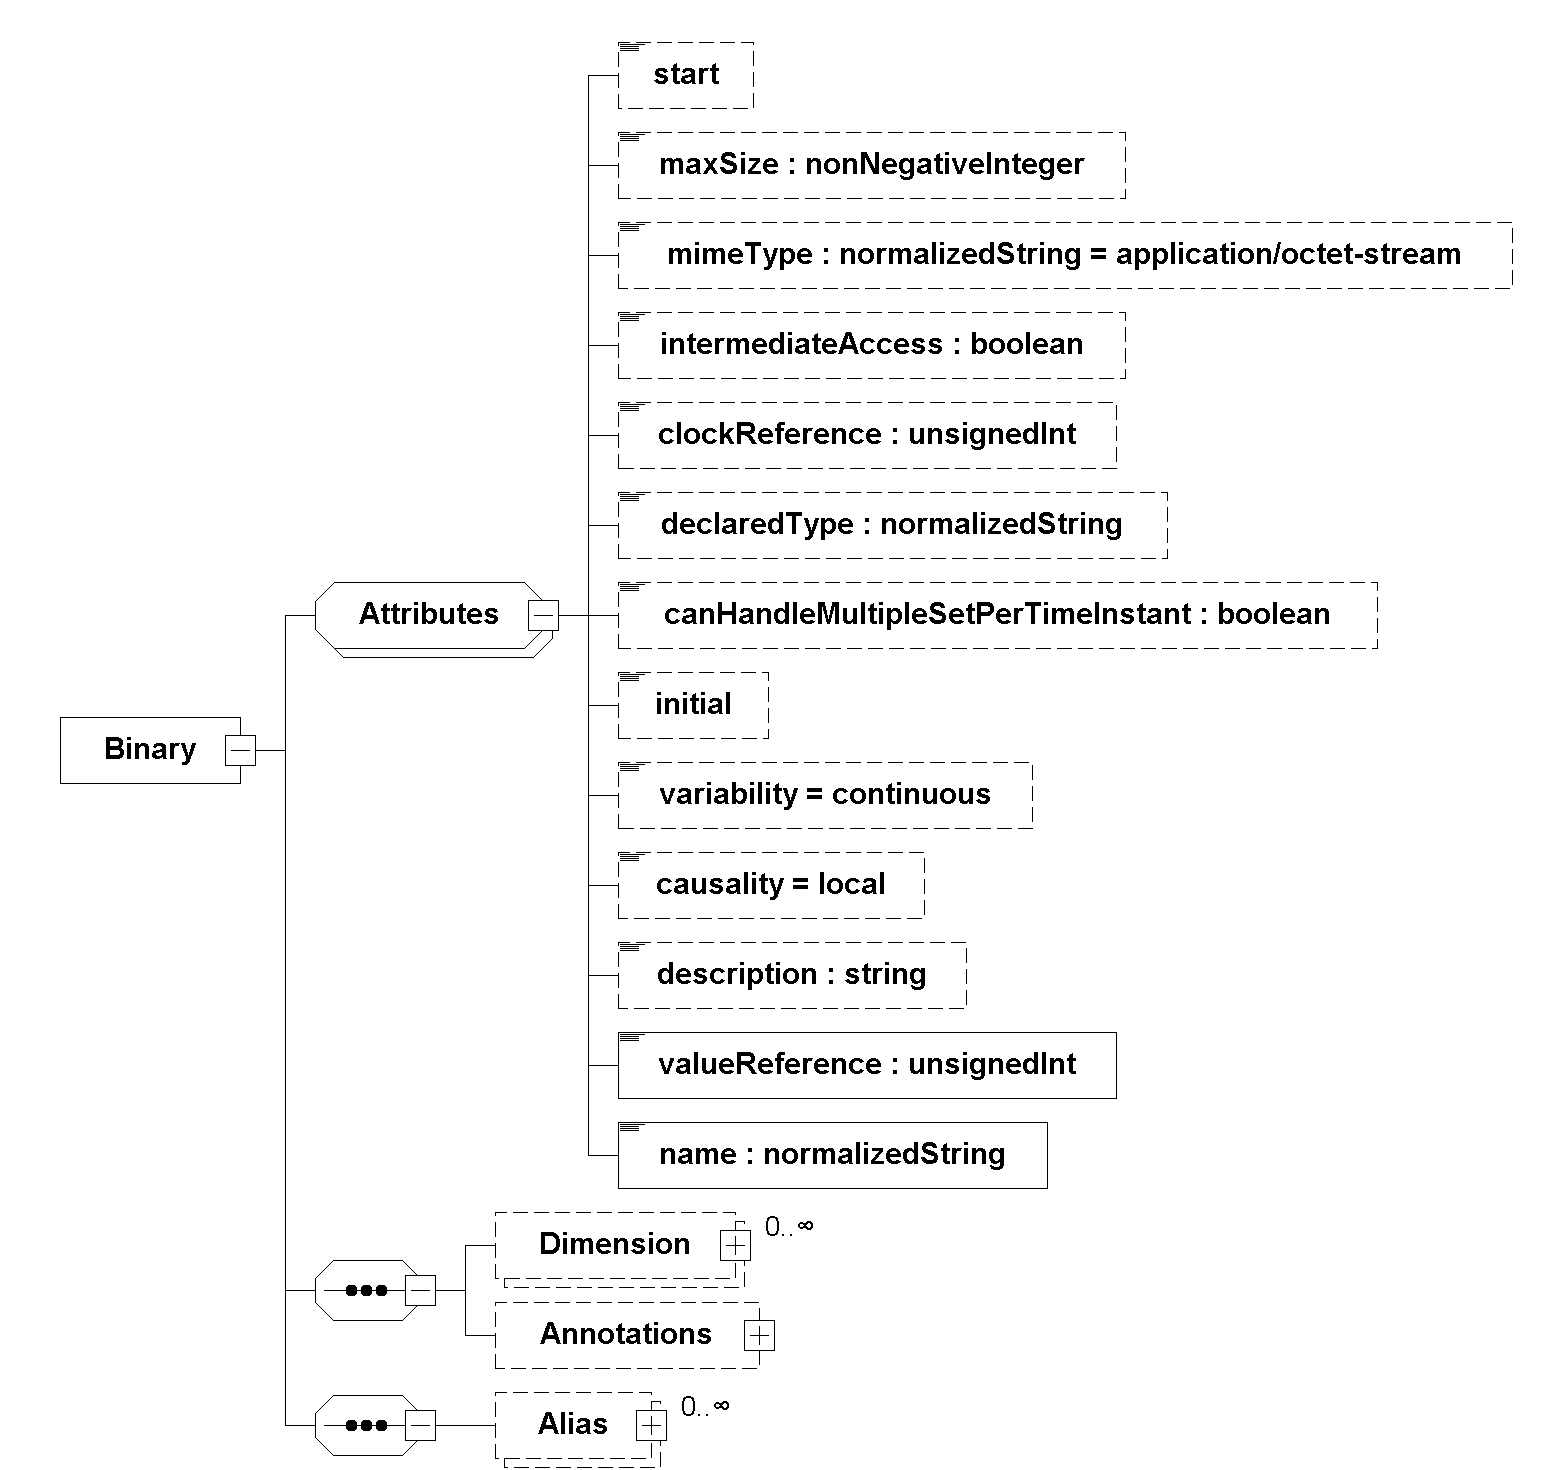 start
maxSize : nonNegativeInteger
mimeType : normalizedString = application/octet-stream
intermediateAccess : boolean
clockReference : unsignedInt
declaredType : normalizedString
Attributes
canHandleMultipleSetPerTimeInstant : boolean
initial
Binary
variability = continuous
causality = local
description : string
valueReference : unsignedInt
name : normalizedString
Dimension
0..∞
Annotations
Alias
0..∞